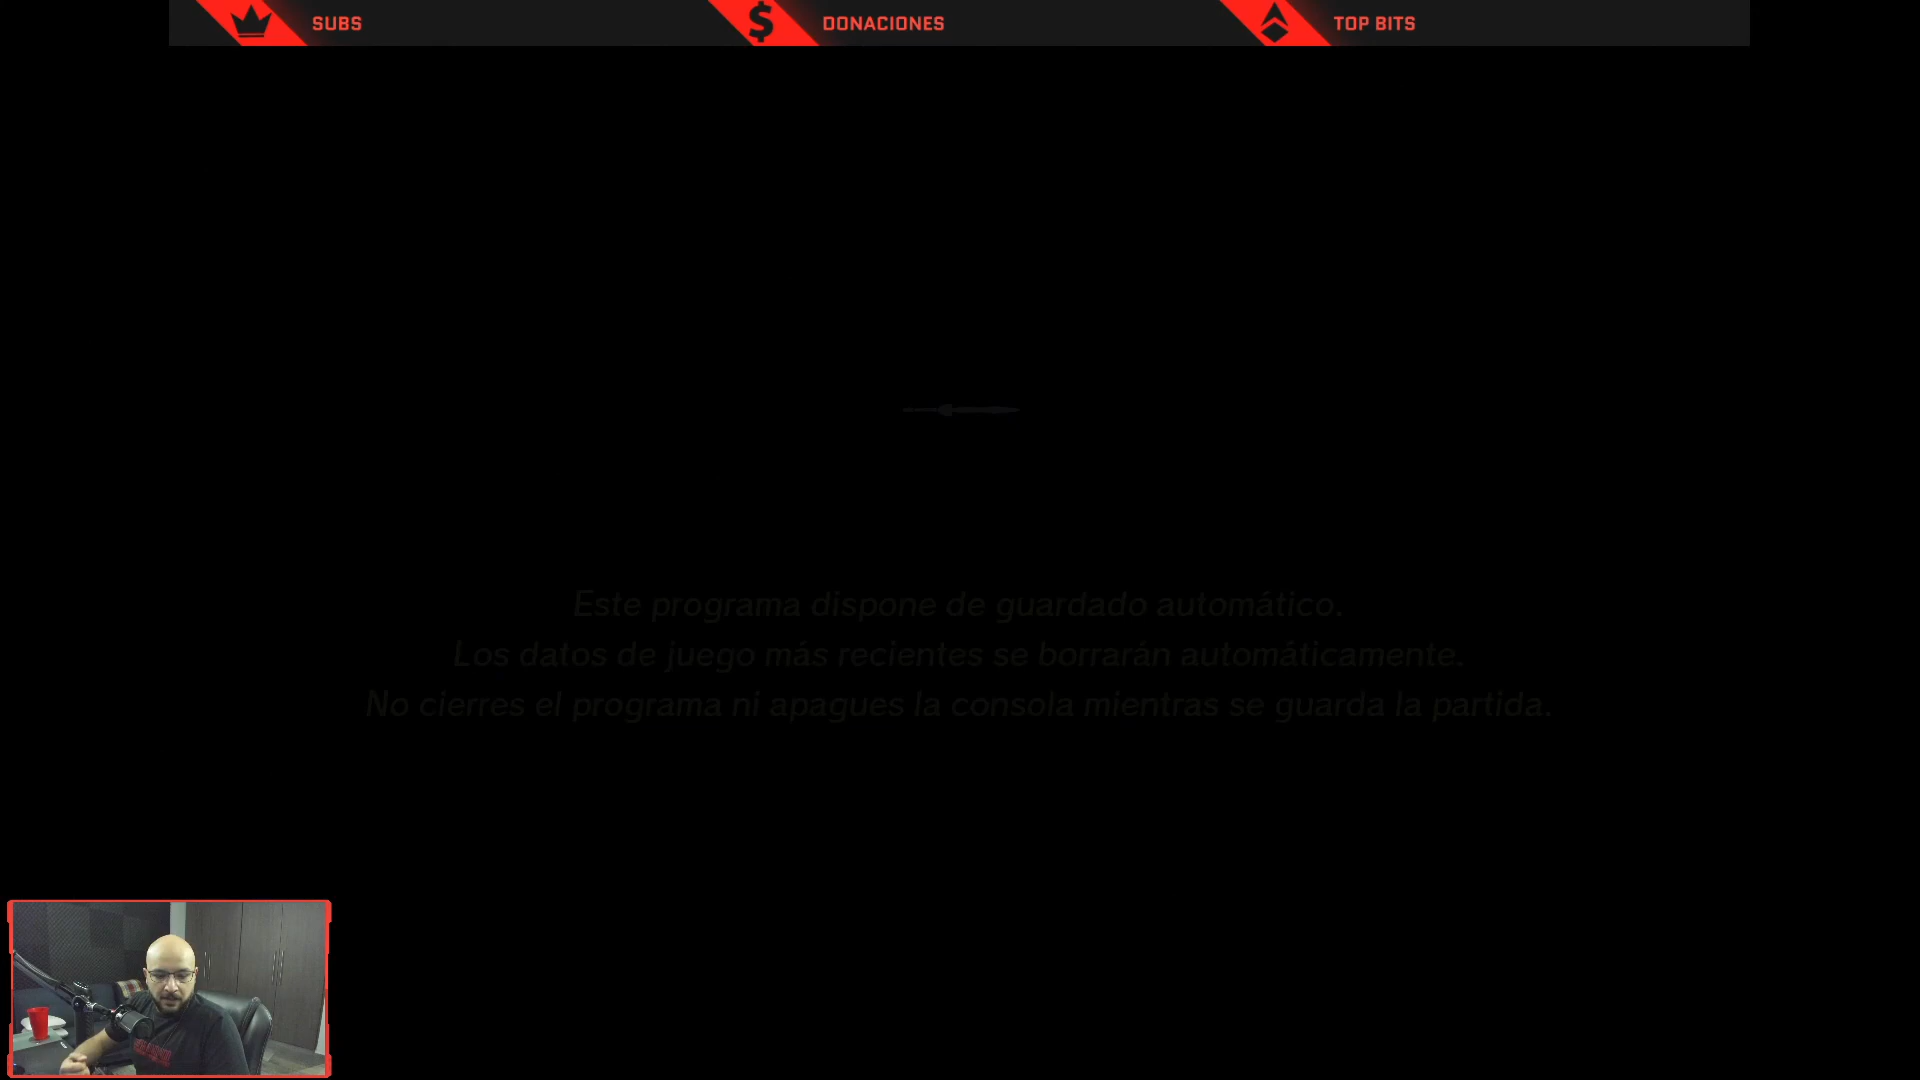 SUBS
DONACIONES
TOP BITS
Este programa dispone de guardado automático.
Los datos de juego más recientes se borrarán automáticamente.
No cierres el programa ni apagues la consola mientras se guarda la partida.